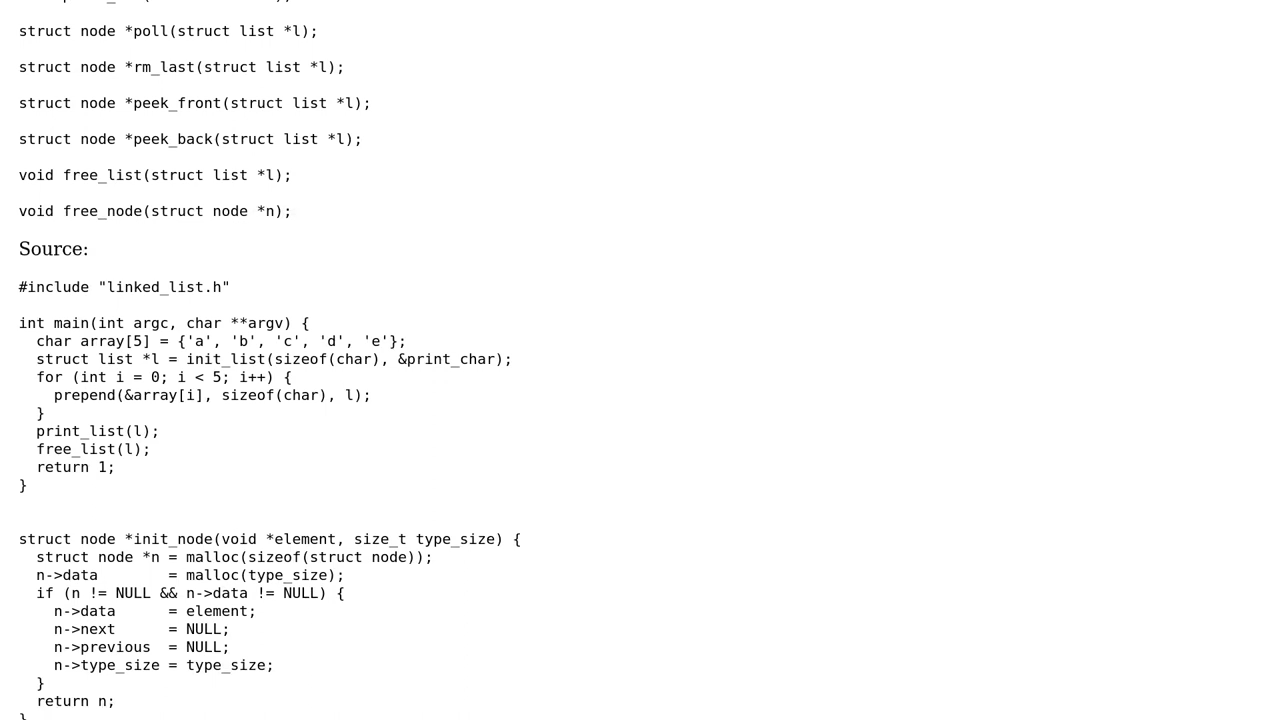 struct node *poll(struct list *l);
struct node *rm_last(struct list *l);
struct node *peek_front(struct list *l);
struct node *peek_back(struct list *l);
void free_list(struct list *l);
void free_node(struct node *n);
Source:
#include "linked_list.h"
int main(int argc, char **argv) {
  char array[5] = {'a', 'b', 'c', 'd', 'e'};
  struct list *l = init_list(sizeof(char), &print_char);
  for (int i = 0; i < 5; i++) {
    prepend(&array[i], sizeof(char), l);
  }
  print_list(l);
  free_list(l);
  return 1;
}
struct node *init_node(void *element, size_t type_size) {
  struct node *n = malloc(sizeof(struct node));
  n->data        = malloc(type_size);
  if (n != NULL && n->data != NULL) {
    n->data      = element;
    n->next      = NULL;
    n->previous  = NULL;
    n->type_size = type_size;
  }
  return n;
}